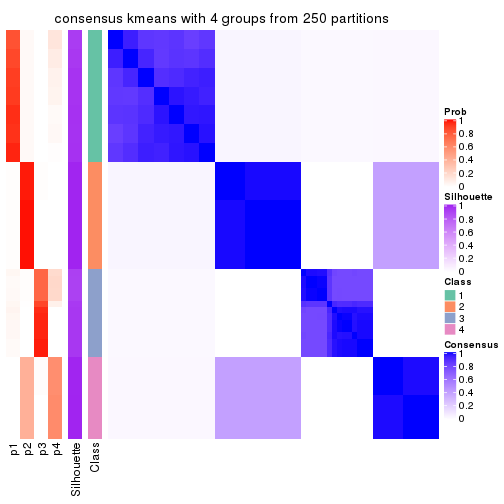 consensus kmeans with 4 groups from 250 partitions
Prob
1
0.8
0.6
0.4
0.2
0
Silhouette
1
0.8
0.6
0.4
0.2
0
Class
1
2
3
4
Consensus
1
0.8
0.6
0.4
0.2
0
p1
p2
p3
p4
Silhouette
Class